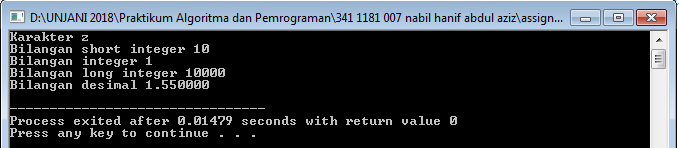 D:\UNJANI 2018\Praktikum Algoritma dan Pemrograman\341 1181 007 nabil hanif abdul aziz\assign...
Karakter z
Bilangan short integer 10
Bilangan integer 1
Bilangan long integer 10000
Bilangan desimal 1.550000
--------------------------------
Process exited after 0.01479 seconds with return value 0
Press any key to continue . . .